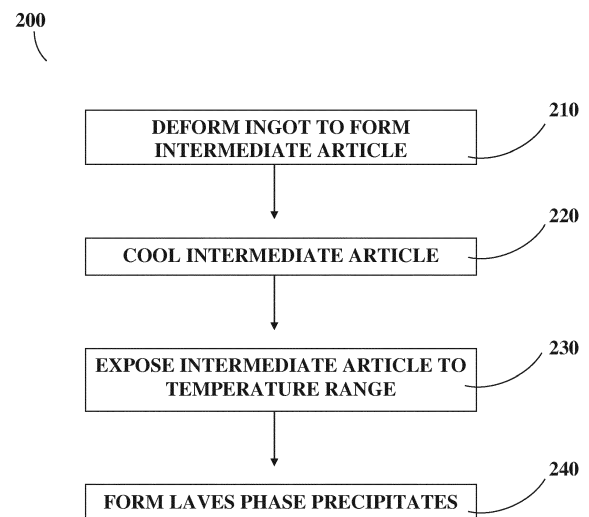 200
210
DEFORM INGOT TO FORM
INTERMEDIATE ARTICLE
220
COOL INTERMEDIATE ARTICLE
230
EXPOSE INTERMEDIATE ARTICLE TO
TEMPERATURE RANGE
240
FORM LAVES PHASE PRECIPITATES